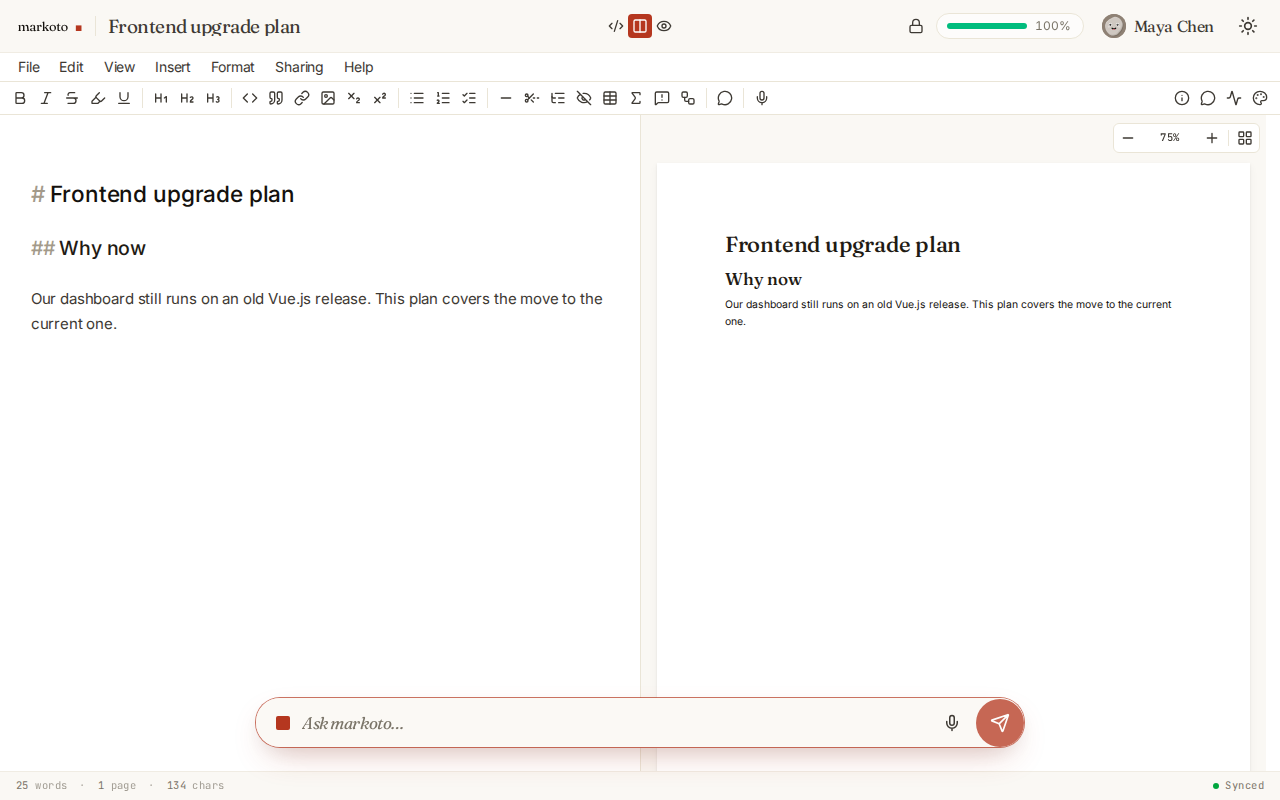 markoto
Frontend upgrade plan
100%
Maya Chen
File Edit View Insert Format Sharing Help
H1 H2 H3
75%
# Frontend upgrade plan
## Why now
Our dashboard still runs on an old Vue.js release. This plan covers the move to the
current one.
Frontend upgrade plan
Why now
Our dashboard still runs on an old Vue.js release. This plan covers the move to the current
one.
Ask markoto...
25 words · 1 page · 134 chars
Synced